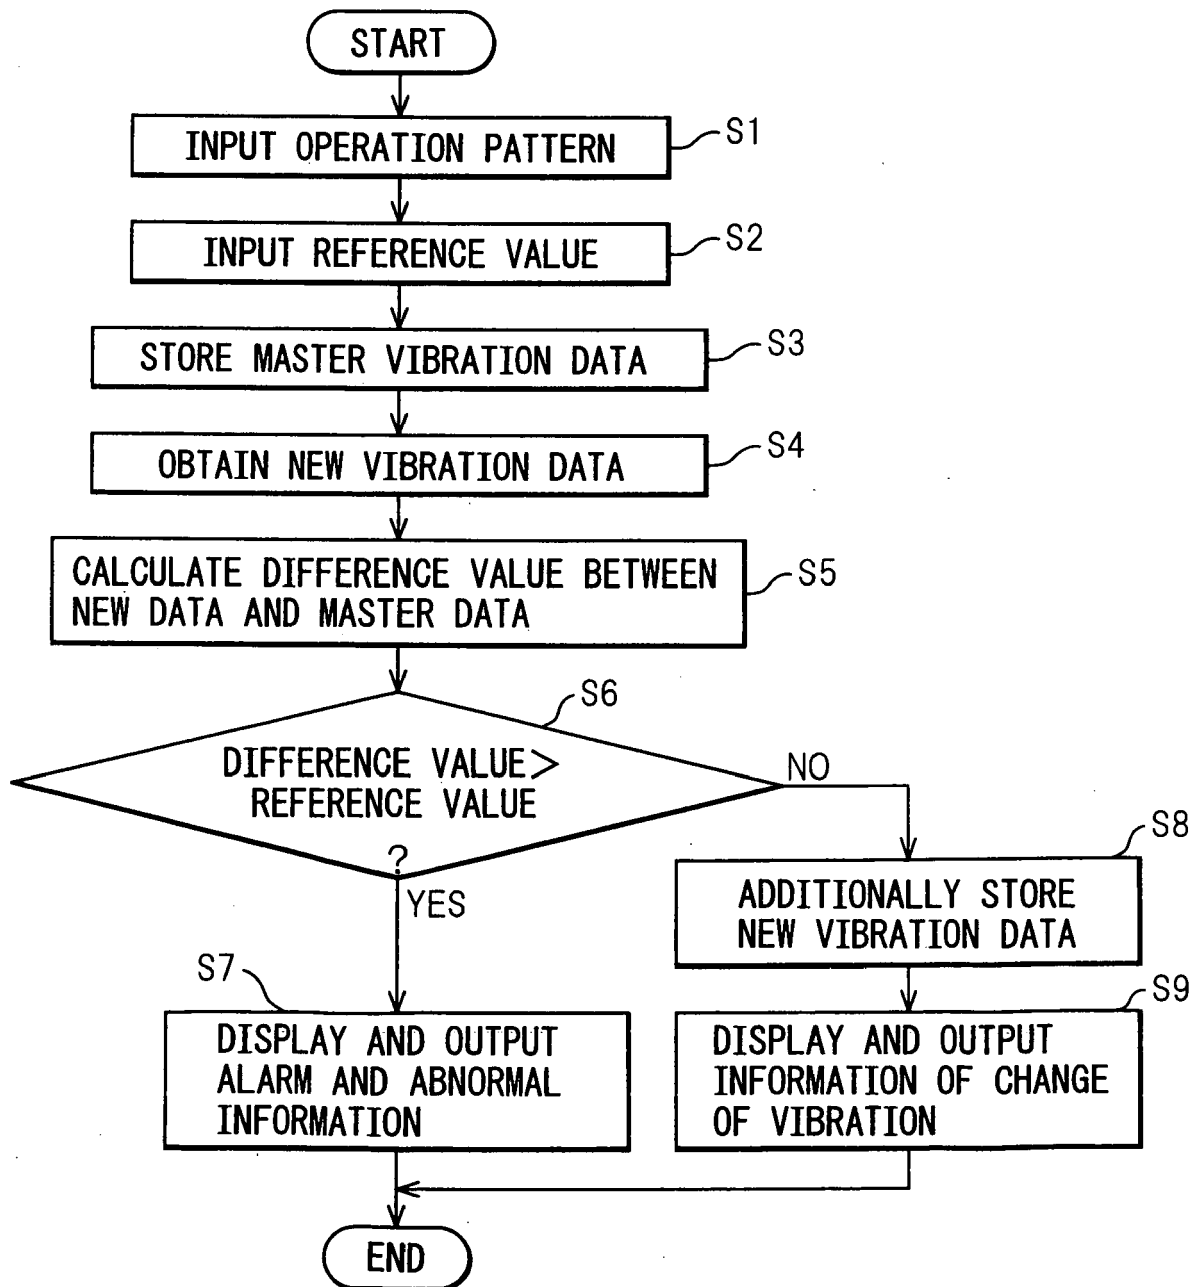 START
INPUT OPERATION PATTERN
S1
INPUT REFERENCE VALUE
S2
STORE MASTER VIBRATION DATA
S3
OBTAIN NEW VIBRATION DATA
S4
CALCULATE DIFFERENCE VALUE BETWEEN
NEW DATA AND MASTER DATA
S5
S6
DIFFERENCE VALUE>
REFERENCE VALUE
?
NO
YES
S7
DISPLAY AND OUTPUT
ALARM AND ABNORMAL
INFORMATION
S8
ADDITIONALLY STORE
NEW VIBRATION DATA
S9
DISPLAY AND OUTPUT
INFORMATION OF CHANGE
OF VIBRATION
END